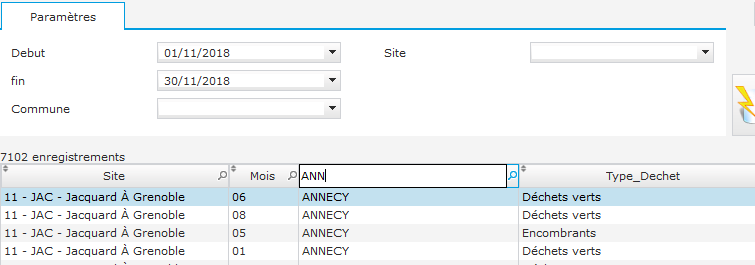 Paramètres
Debut 01/11/2018 Site
fin 30/11/2018
Commune
7102 enregistrements
Site Mois ANN Type_Dechet
11 - JAC - Jacquard À Grenoble 06 ANNECY Déchets verts
11 - JAC - Jacquard À Grenoble 08 ANNECY Déchets verts
11 - JAC - Jacquard À Grenoble 05 ANNECY Encombrants
11 - JAC - Jacquard À Grenoble 01 ANNECY Déchets verts